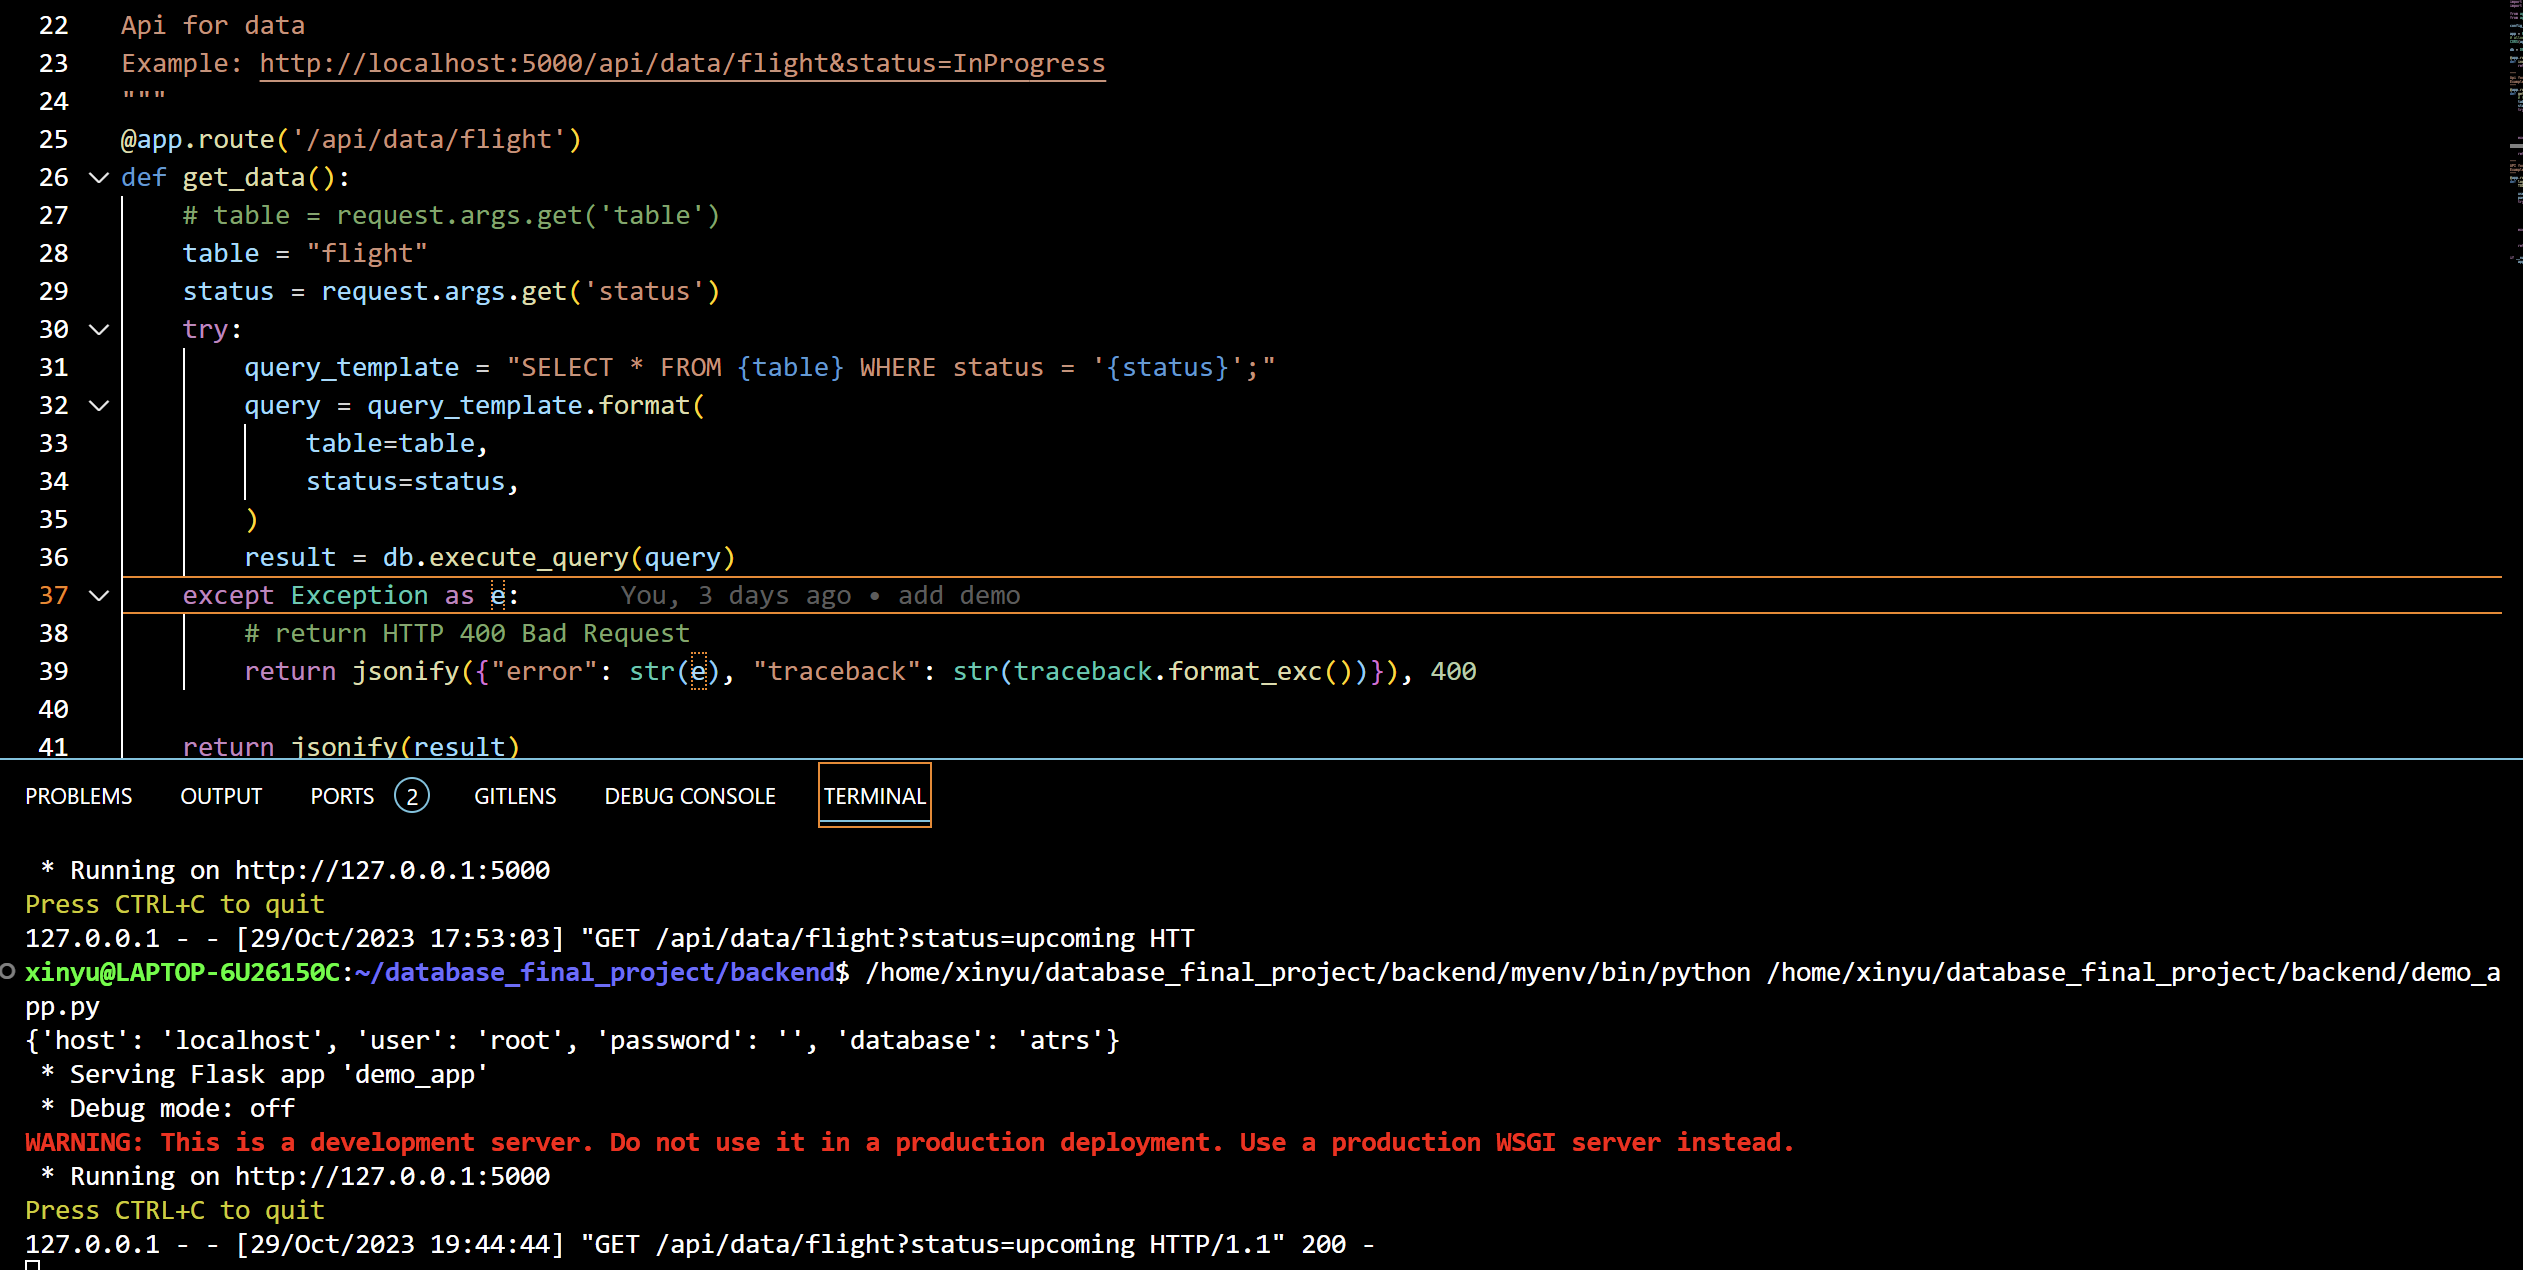 22 Api for data
23 Example: http://localhost:5000/api/data/flight&status=InProgress
24 """
25 @app.route('/api/data/flight')
26 def get_data():
27 # table = request.args.get('table')
28 table = "flight"
29 status = request.args.get('status')
30 try:
31 query_template = "SELECT * FROM {table} WHERE status = '{status}';"
32 query = query_template.format(
33 table=table,
34 status=status,
35 )
36 result = db.execute_query(query)
37 except Exception as e: You, 3 days ago • add demo
38 # return HTTP 400 Bad Request
39 return jsonify({"error": str(e), "traceback": str(traceback.format_exc())}), 400
40
41 return jsonify(result)
PROBLEMS OUTPUT PORTS 2 GITLENS DEBUG CONSOLE TERMINAL
* Running on http://127.0.0.1:5000
Press CTRL+C to quit
127.0.0.1 - - [29/Oct/2023 17:53:03] "GET /api/data/flight?status=upcoming HTT
xinyu@LAPTOP-6U26150C:~/database_final_project/backend$ /home/xinyu/database_final_project/backend/myenv/bin/python /home/xinyu/database_final_project/backend/demo_a
pp.py
{'host': 'localhost', 'user': 'root', 'password': '', 'database': 'atrs'}
* Serving Flask app 'demo_app'
* Debug mode: off
WARNING: This is a development server. Do not use it in a production deployment. Use a production WSGI server instead.
* Running on http://127.0.0.1:5000
Press CTRL+C to quit
127.0.0.1 - - [29/Oct/2023 19:44:44] "GET /api/data/flight?status=upcoming HTTP/1.1" 200 -